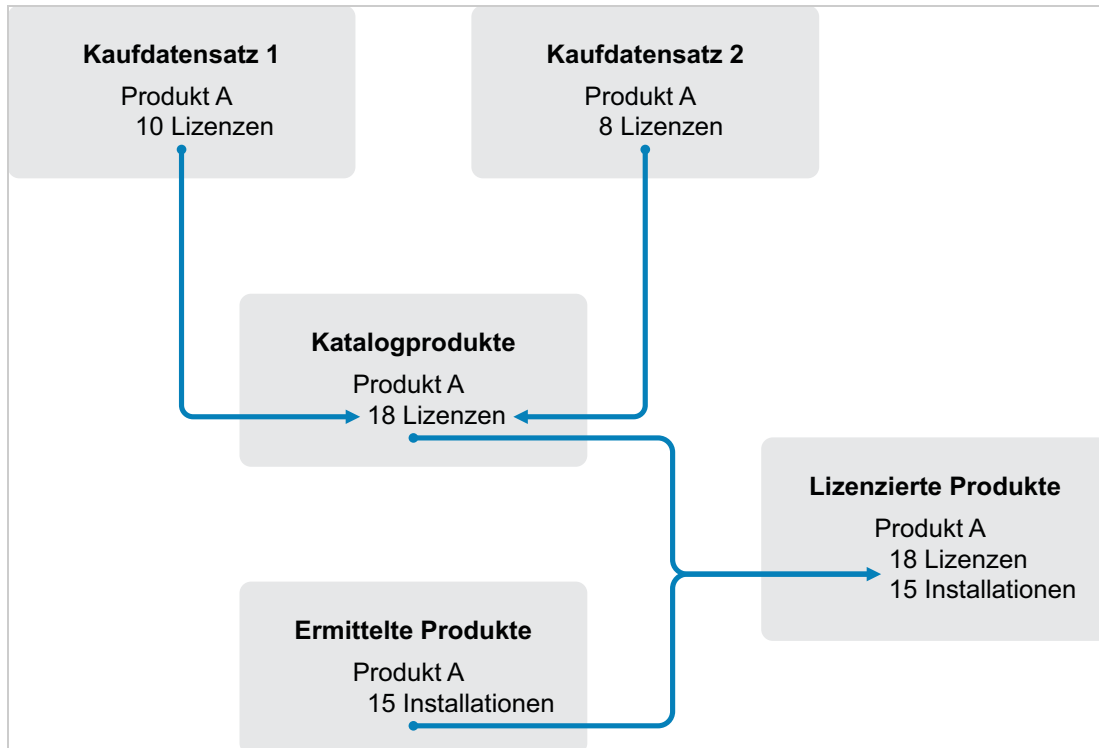 Kaufdatensatz 1
Produkt A
10 Lizenzen
Kaufdatensatz 2
Produkt A
8 Lizenzen
Katalogprodukte
Produkt A
18 Lizenzen
Lizenzierte Produkte
Produkt A
18 Lizenzen
15 Installationen
Ermittelte Produkte
Produkt A
15 Installationen